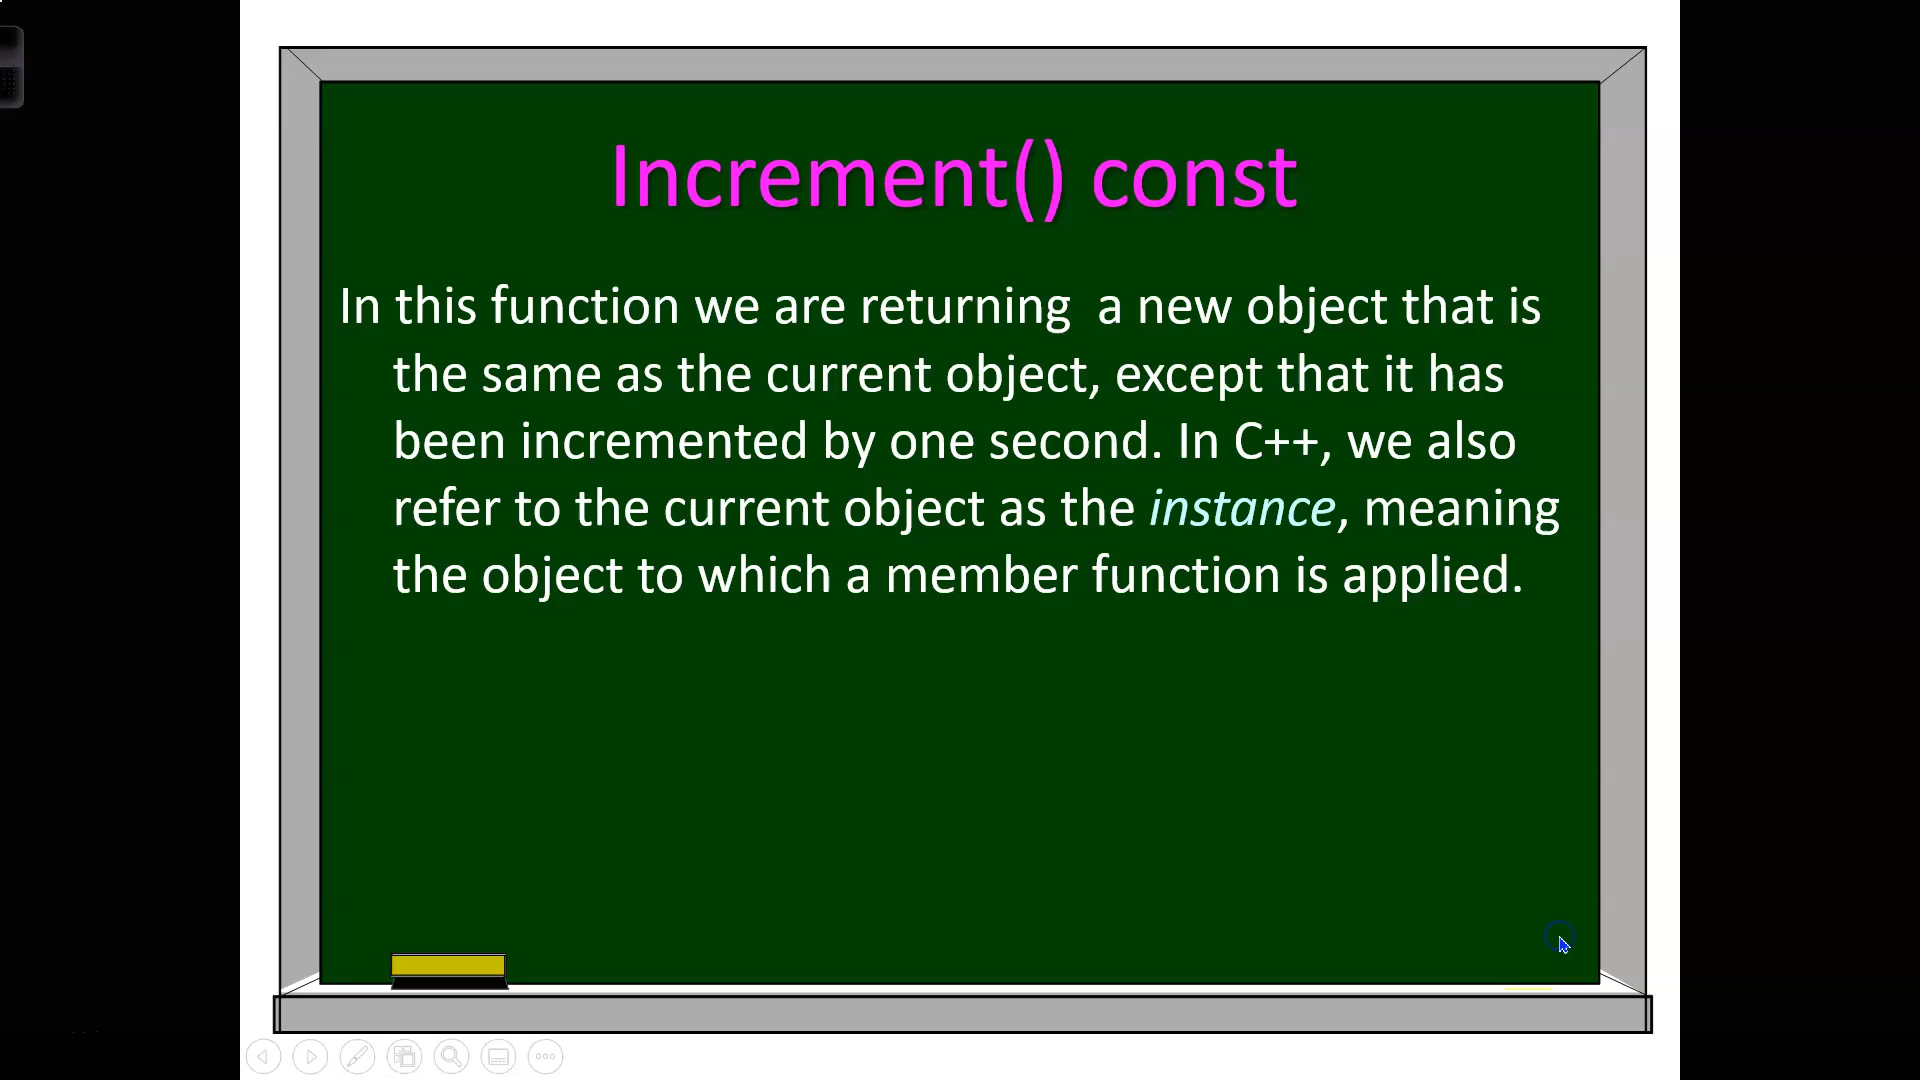 Increment() const
In this function we are returning  a new object that is
the same as the current object, except that it has
been incremented by one second. In C++, we also
refer to the current object as the instance, meaning
the object to which a member function is applied.